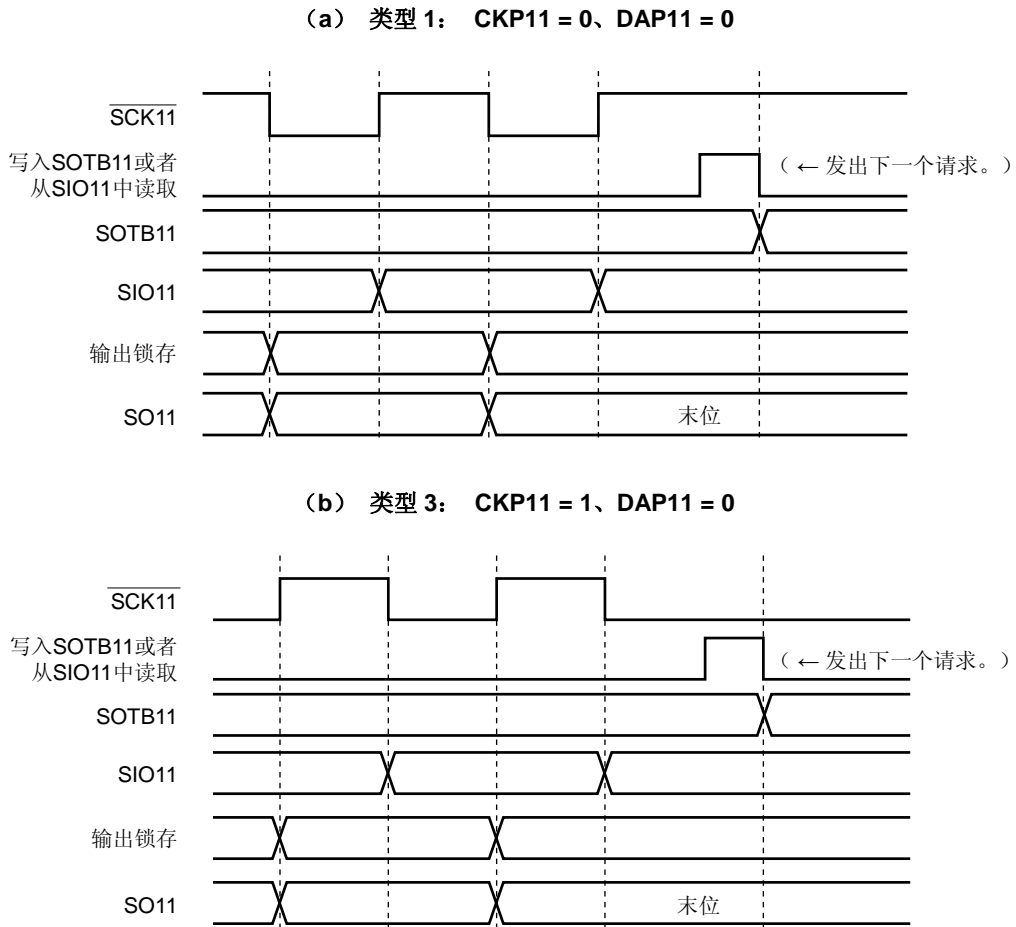 （a） 类型 1： CKP11 = 0、DAP11 = 0
SCK11
写入SOTB11或者
从SIO11中读取
（ ← 发出下一个请求。）
SOTB11
SIO11
输出锁存
SO11
末位
（b） 类型 3： CKP11 = 1、DAP11 = 0
SCK11
写入SOTB11或者
从SIO11中读取
（ ← 发出下一个请求。）
SOTB11
SIO11
输出锁存
SO11
末位